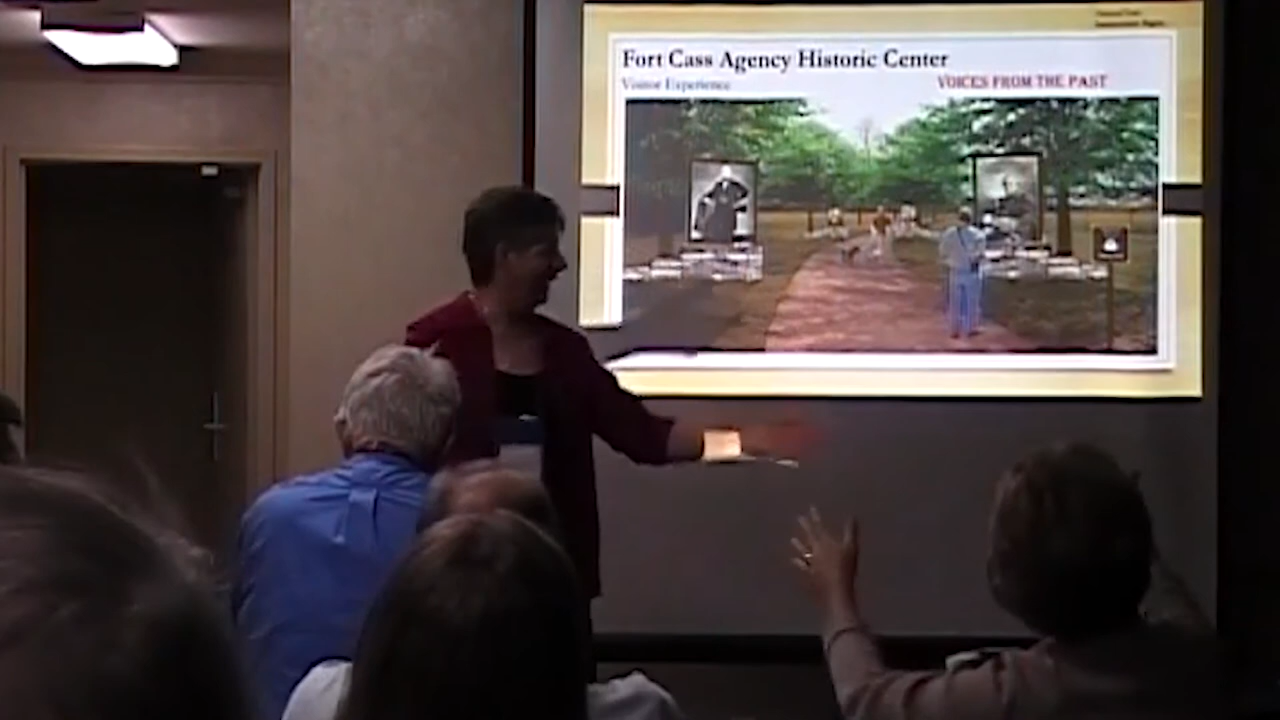 Fort Cass Agency Historic Center
Visitor Experience
VOICES FROM THE PAST